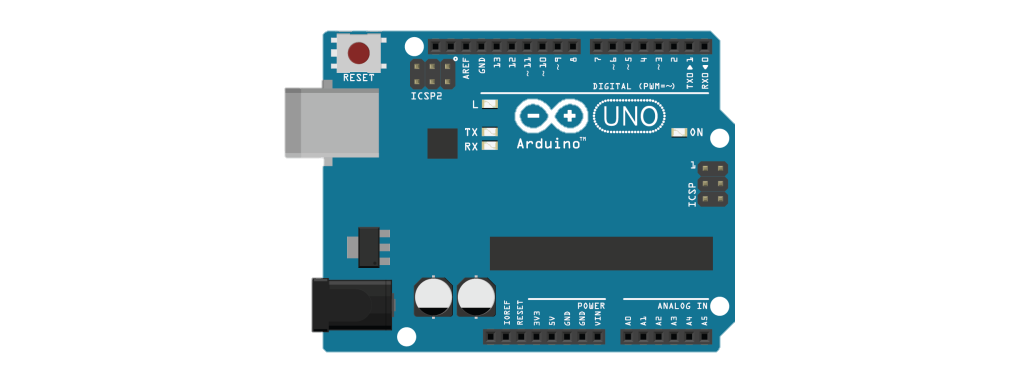 RESET
ICSP2
AREF
GND
13
12
~11
~10
~9
8
7
~6
~5
4
~3
2
TXD▶1
RXD◀0
DIGITAL (PWM=~)
L
TX
RX
Arduino™
UNO
ON
1
ICSP
POWER
IOREF
RESET
3V3
5V
GND
GND
VIN
ANALOG IN
A0
A1
A2
A3
A4
A5